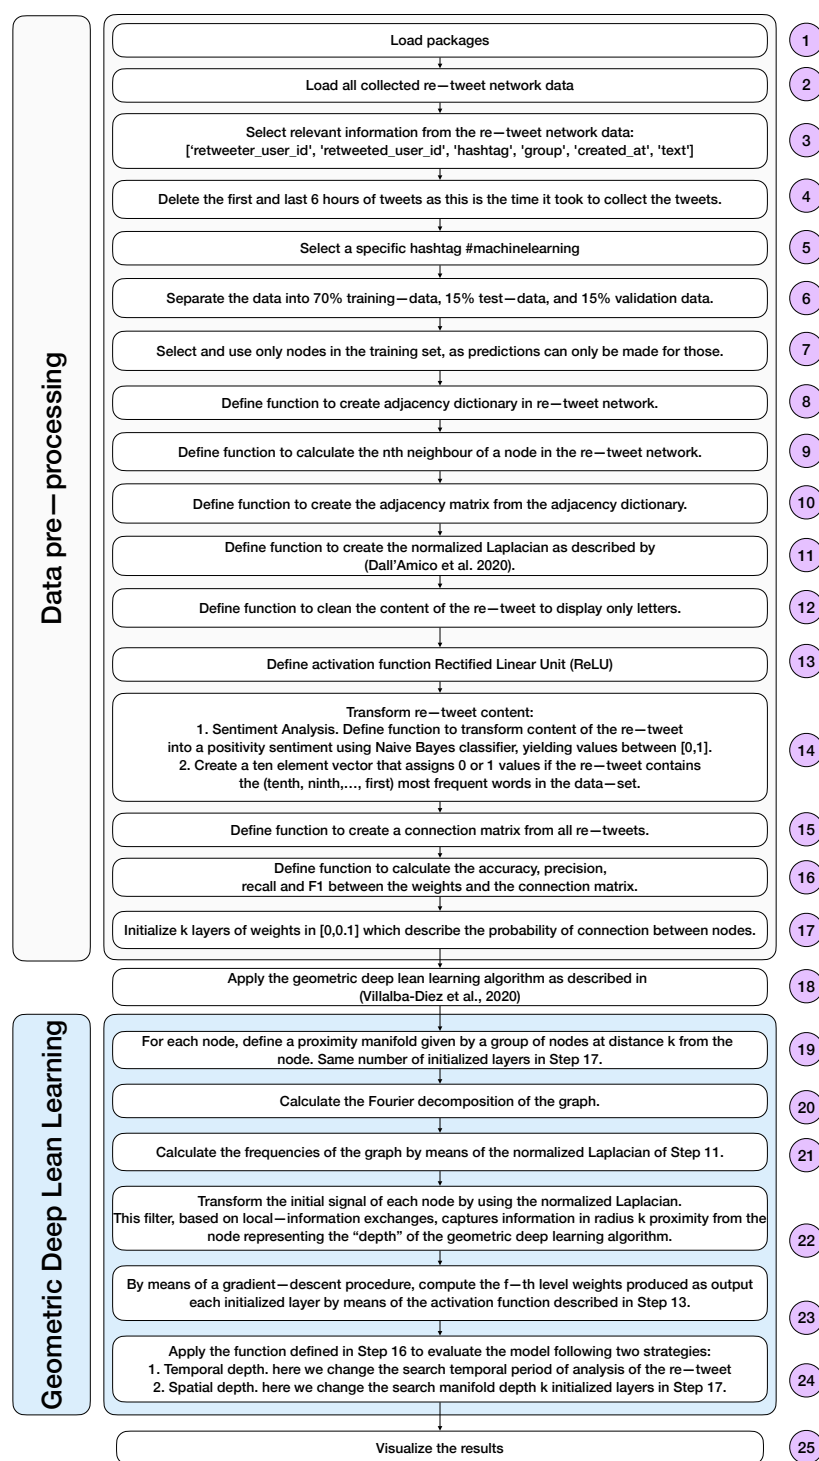 Data pre—processing
Load packages
1
Load all collected re—tweet network data
2
Select relevant information from the re—tweet network data:
[‘retweeter_user_id', 'retweeted_user_id', 'hashtag', 'group', 'created_at', 'text']
3
Delete the first and last 6 hours of tweets as this is the time it took to collect the tweets.
4
Select a specific hashtag #machinelearning
5
Separate the data into 70% training—data, 15% test—data, and 15% validation data.
6
Select and use only nodes in the training set, as predictions can only be made for those.
7
Define function to create adjacency dictionary in re—tweet network.
8
Define function to calculate the nth neighbour of a node in the re—tweet network.
9
Define function to create the adjacency matrix from the adjacency dictionary.
10
Define function to create the normalized Laplacian as described by
(Dall’Amico et al. 2020).
11
Define function to clean the content of the re—tweet to display only letters.
12
Define activation function Rectified Linear Unit (ReLU)
13
Transform re—tweet content:
1. Sentiment Analysis. Define function to transform content of the re—tweet
into a positivity sentiment using Naive Bayes classifier, yielding values between [0,1].
2. Create a ten element vector that assigns 0 or 1 values if the re—tweet contains
the (tenth, ninth,…, first) most frequent words in the data—set.
14
Define function to create a connection matrix from all re—tweets.
15
Define function to calculate the accuracy, precision,
recall and F1 between the weights and the connection matrix.
16
Initialize k layers of weights in [0,0.1] which describe the probability of connection between nodes.
17
Apply the geometric deep lean learning algorithm as described in
(Villalba-Diez et al., 2020)
18
Geometric Deep Lean Learning
For each node, define a proximity manifold given by a group of nodes at distance k from the
node. Same number of initialized layers in Step 17.
19
Calculate the Fourier decomposition of the graph.
20
Calculate the frequencies of the graph by means of the normalized Laplacian of Step 11.
21
Transform the initial signal of each node by using the normalized Laplacian.
This filter, based on local—information exchanges, captures information in radius k proximity from the
node representing the “depth” of the geometric deep learning algorithm.
22
By means of a gradient—descent procedure, compute the f—th level weights produced as output
each initialized layer by means of the activation function described in Step 13.
23
Apply the function defined in Step 16 to evaluate the model following two strategies:
1. Temporal depth. here we change the search temporal period of analysis of the re—tweet
2. Spatial depth. here we change the search manifold depth k initialized layers in Step 17.
24
Visualize the results
25